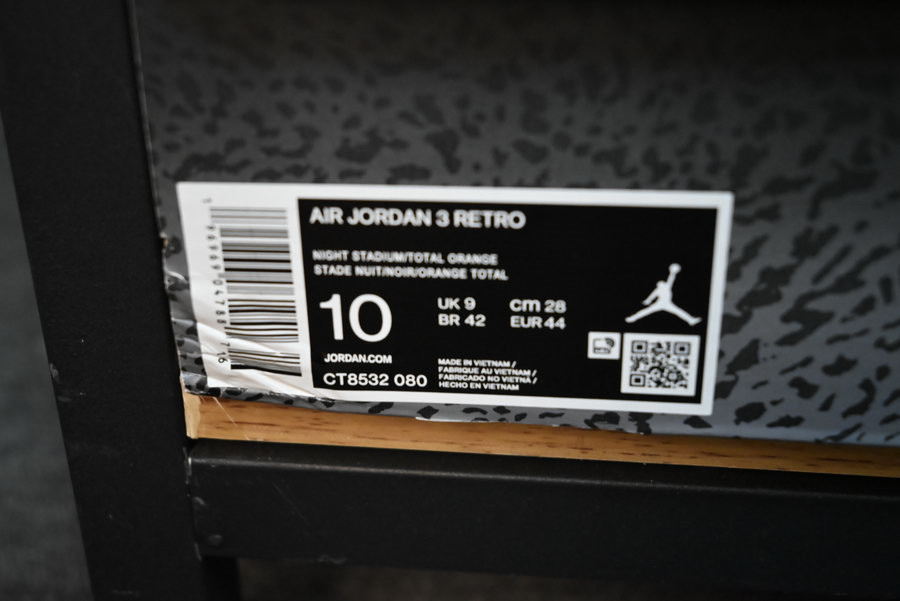 AIR JORDAN 3 RETRO
NIGHT STADIUM/TOTAL ORANGE
STADE NUIT/NOIR/ORANGE TOTAL
10
UK 9
cm 28
BR 42
EUR 44
JORDAN.COM
CT8532 080
MADE IN VIETNAM /
FABRIQUE AU VIETNAM /
FABRICADO NO VIETNÃ /
HECHO EN VIETNAM